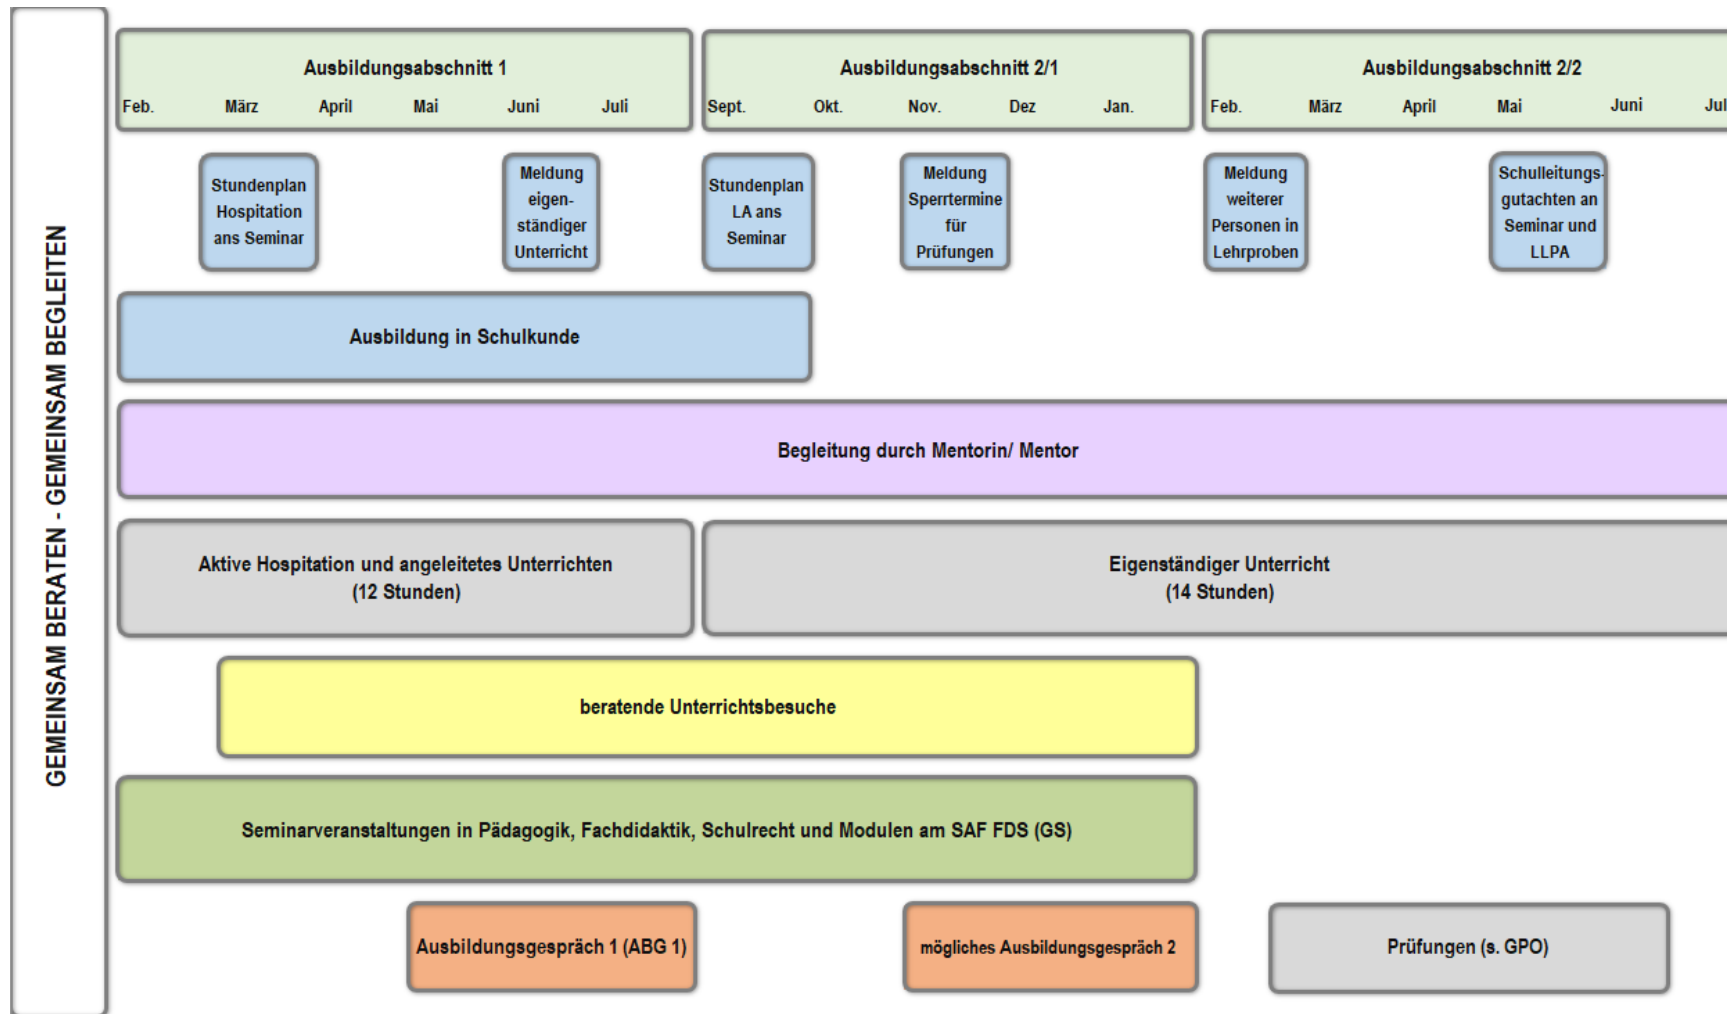 GEMEINSAM BERATEN - GEMEINSAM BEGLEITEN
Ausbildungsabschnitt 1
Feb. März April Mai Juni Juli
Ausbildungsabschnitt 2/1
Sept. Okt. Nov. Dez Jan.
Ausbildungsabschnitt 2/2
Feb. März April Mai Juni Jul
Stundenplan
Hospitation
ans Seminar
Meldung
eigen-
ständiger
Unterricht
Stundenplan
LA ans
Seminar
Meldung
Sperrtermine
für
Prüfungen
Meldung
weiterer
Personen in
Lehrproben
Schulleitungs-
gutachten an
Seminar und
LLPA
Ausbildung in Schulkunde
Begleitung durch Mentorin/ Mentor
Aktive Hospitation und angeleitetes Unterrichten
(12 Stunden)
Eigenständiger Unterricht
(14 Stunden)
beratende Unterrichtsbesuche
Seminarveranstaltungen in Pädagogik, Fachdidaktik, Schulrecht und Modulen am SAF FDS (GS)
Ausbildungsgespräch 1 (ABG 1)
mögliches Ausbildungsgespräch 2
Prüfungen (s. GPO)